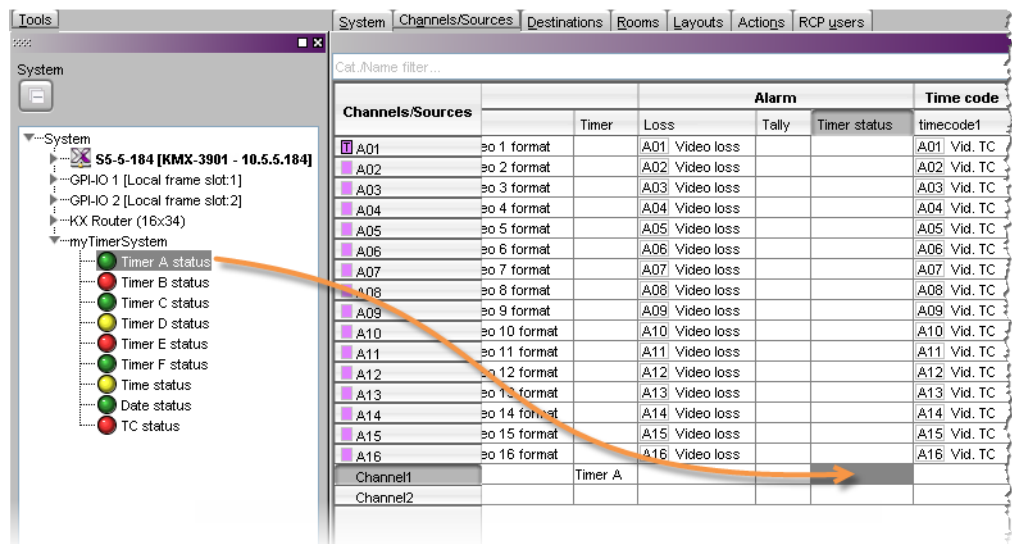 Tools
System Channels/Sources Destinations Rooms Layouts Actions RCP users
System
Cat./Name filter...
Channels/Sources Alarm Time code
Timer Loss Tally Timer status timecode1
System
S5-5-184 [KMX-3901 - 10.5.5.184]
GPI-IO 1 [Local frame slot:1]
GPI-IO 2 [Local frame slot:2]
KX Router (16x34)
myTimerSystem
Timer A status
Timer B status
Timer C status
Timer D status
Timer E status
Timer F status
Time status
Date status
TC status
T A01 eo 1 format A01 Video loss A01 Vid. TC
A02 eo 2 format A02 Video loss A02 Vid. TC
A03 eo 3 format A03 Video loss A03 Vid. TC
A04 eo 4 format A04 Video loss A04 Vid. TC
A05 eo 5 format A05 Video loss A05 Vid. TC
A06 eo 6 format A06 Video loss A06 Vid. TC
A07 eo 7 format A07 Video loss A07 Vid. TC
A08 eo 8 format A08 Video loss A08 Vid. TC
A09 eo 9 format A09 Video loss A09 Vid. TC
A10 eo 10 format A10 Video loss A10 Vid. TC
A11 eo 11 format A11 Video loss A11 Vid. TC
A12 eo 12 format A12 Video loss A12 Vid. TC
A13 eo 13 format A13 Video loss A13 Vid. TC
A14 eo 14 format A14 Video loss A14 Vid. TC
A15 eo 15 format A15 Video loss A15 Vid. TC
A16 eo 16 format A16 Video loss A16 Vid. TC
Channel1 Timer A
Channel2